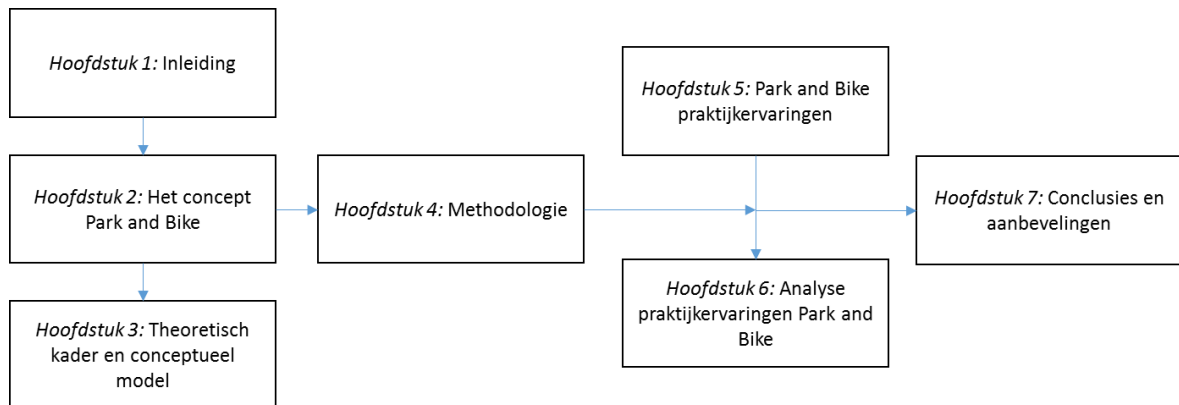 Hoofdstuk 1: Inleiding
Hoofdstuk 2: Het concept
Park and Bike
Hoofdstuk 3: Theoretisch
kader en conceptueel
model
Hoofdstuk 4: Methodologie
Hoofdstuk 5: Park and Bike
praktijkervaringen
Hoofdstuk 6: Analyse
praktijkervaringen Park and
Bike
Hoofdstuk 7: Conclusies en
aanbevelingen